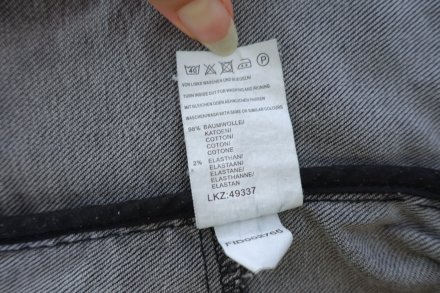 40 P
VON LINKS WASCHEN UND BÜGELN
TURN INSIDE OUT FOR WASHING AND IRONING
MIT GLEICHEN ODER ÄHNLICHEN FARBEN
WASCHEN/WASH WITH SAME OR SIMILAR COLOURS
98% BAUMWOLLE/
KATOEN/
COTTON/
COTON/
COTONE
2% ELASTHAN/
ELASTAAN/
ELASTANE/
ELASTHANNE/
ELASTAN
LKZ:49337
FID002765